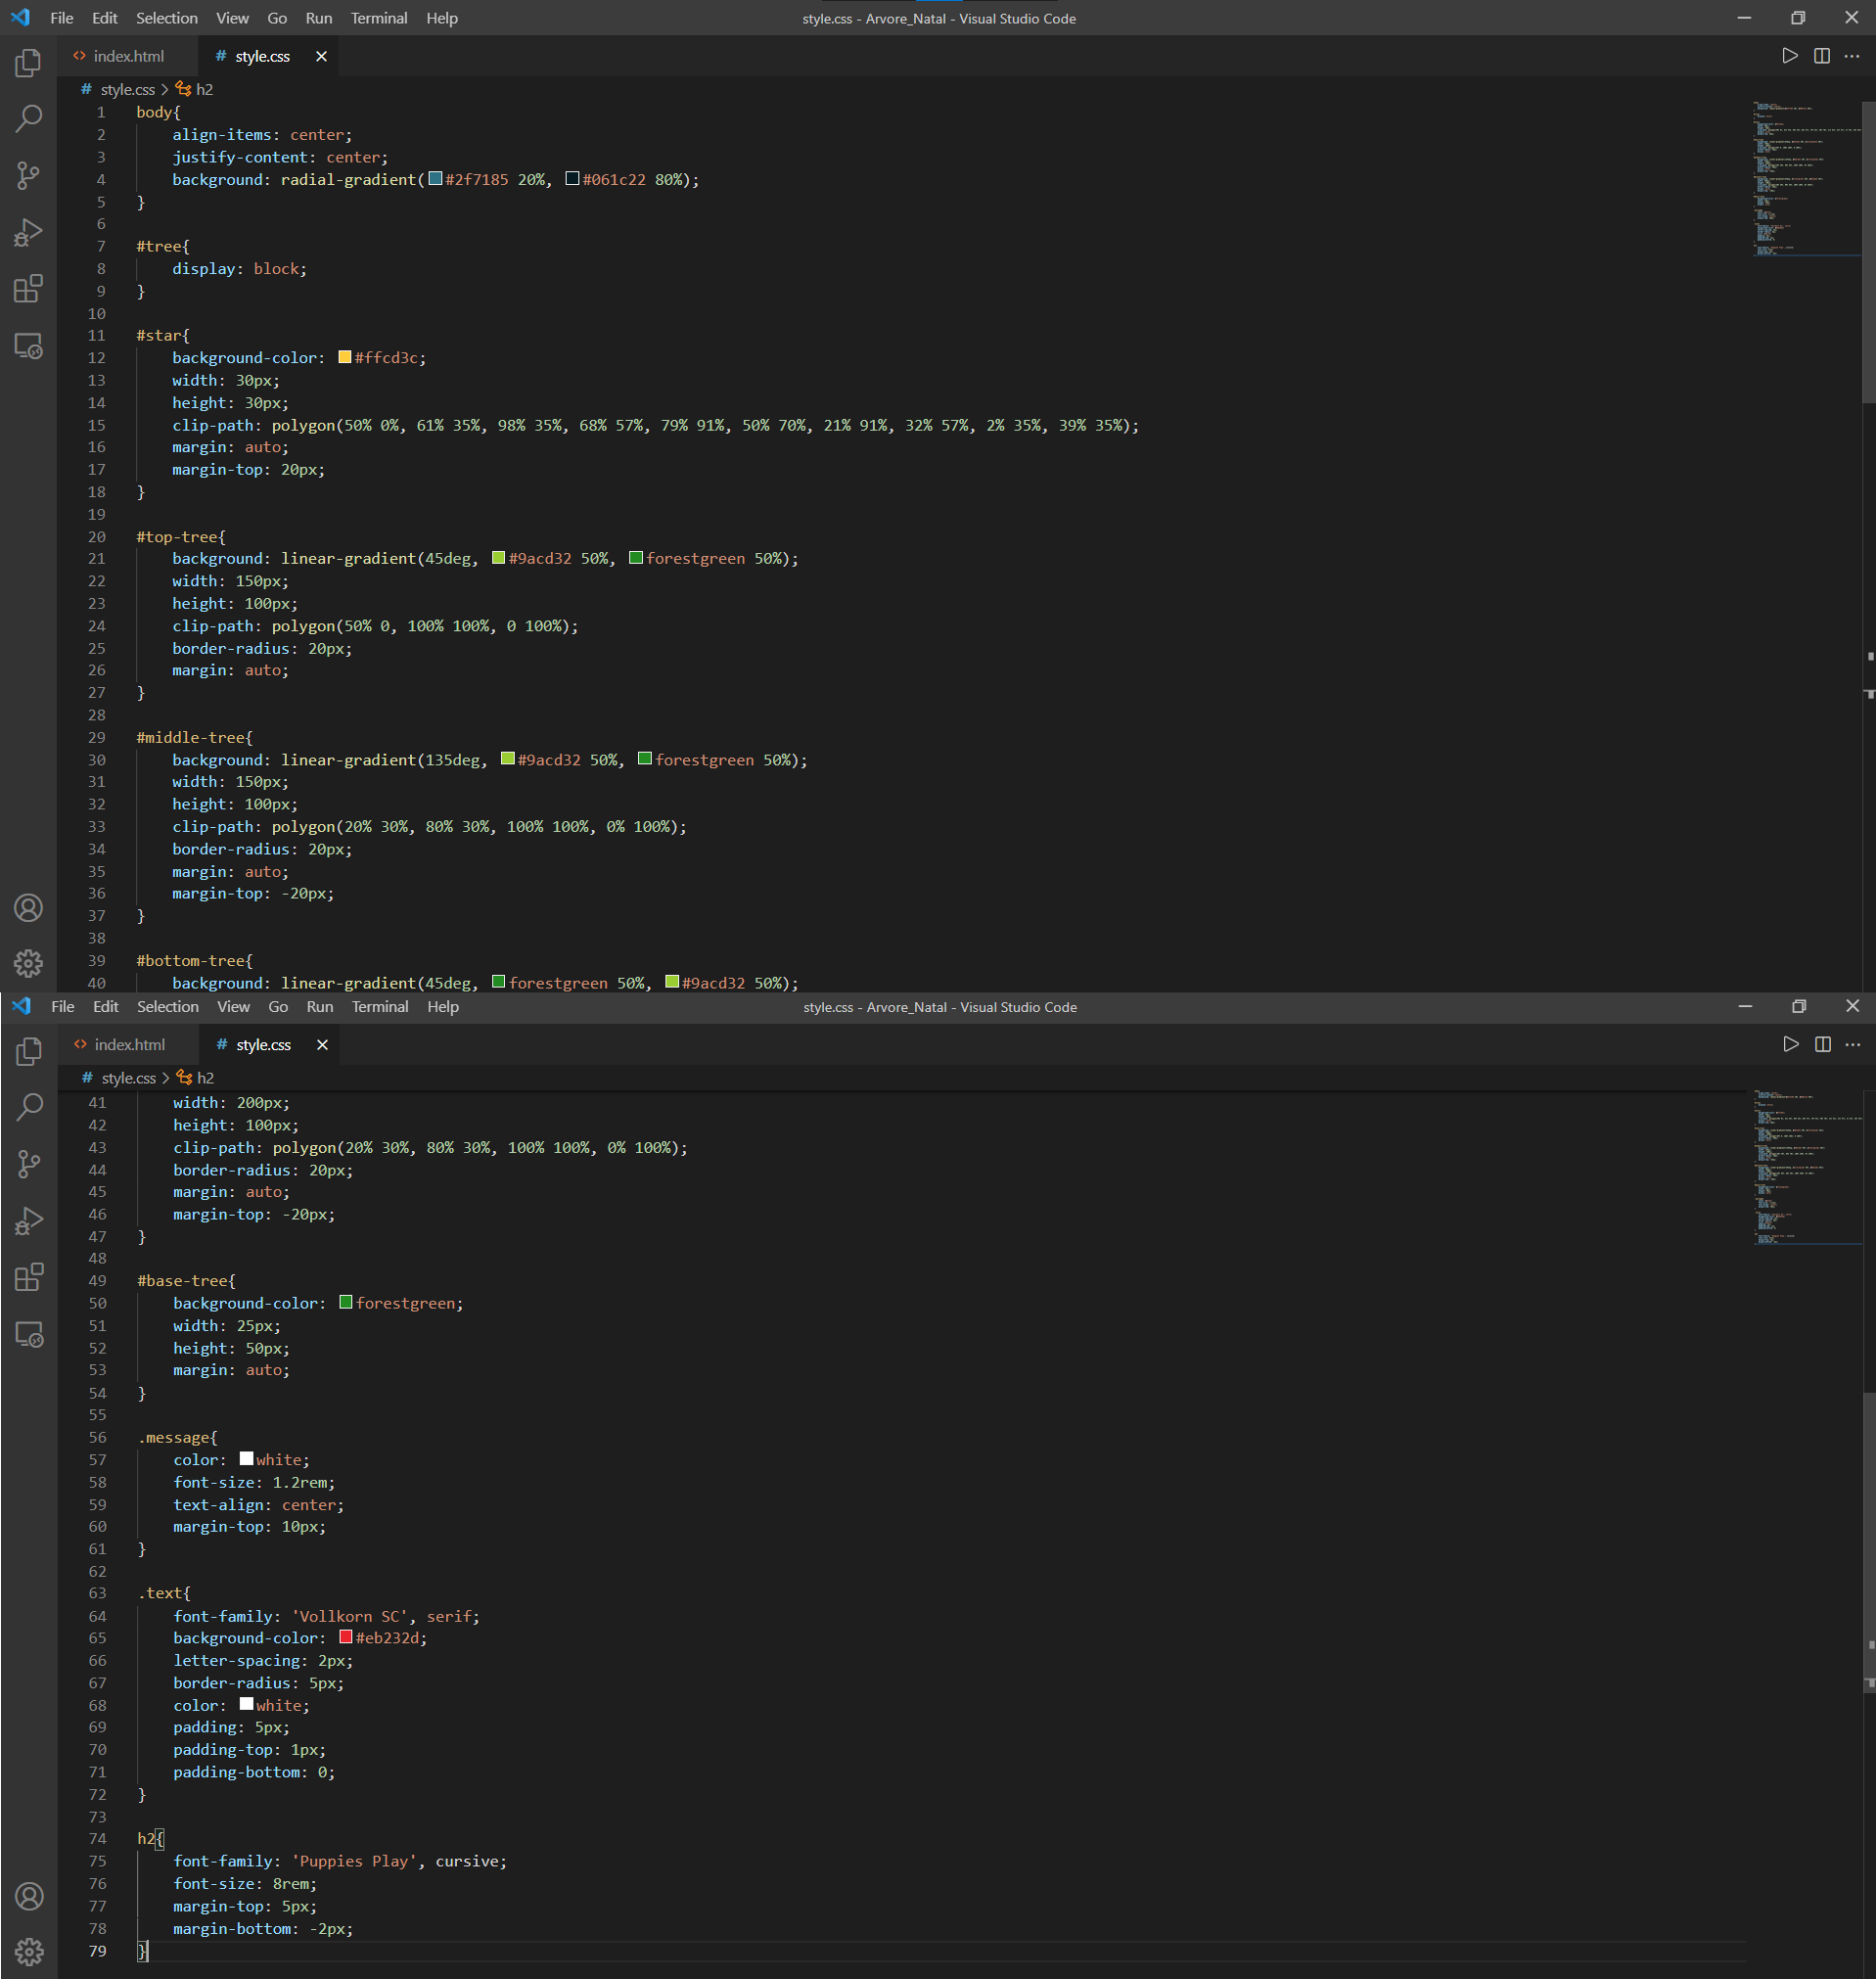 File Edit Selection View Go Run Terminal Help style.css - Arvore_Natal - Visual Studio Code
index.html style.css
style.css > h2
1 body{
2 align-items: center;
3 justify-content: center;
4 background: radial-gradient(#2f7185 20%, #061c22 80%);
5 }
6
7 #tree{
8 display: block;
9 }
10
11 #star{
12 background-color: #ffcd3c;
13 width: 30px;
14 height: 30px;
15 clip-path: polygon(50% 0%, 61% 35%, 98% 35%, 68% 57%, 79% 91%, 50% 70%, 21% 91%, 32% 57%, 2% 35%, 39% 35%);
16 margin: auto;
17 margin-top: 20px;
18 }
19
20 #top-tree{
21 background: linear-gradient(45deg, #9acd32 50%, forestgreen 50%);
22 width: 150px;
23 height: 100px;
24 clip-path: polygon(50% 0, 100% 100%, 0 100%);
25 border-radius: 20px;
26 margin: auto;
27 }
28
29 #middle-tree{
30 background: linear-gradient(135deg, #9acd32 50%, forestgreen 50%);
31 width: 150px;
32 height: 100px;
33 clip-path: polygon(20% 30%, 80% 30%, 100% 100%, 0% 100%);
34 border-radius: 20px;
35 margin: auto;
36 margin-top: -20px;
37 }
38
39 #bottom-tree{
40 background: linear-gradient(45deg, forestgreen 50%, #9acd32 50%);
File Edit Selection View Go Run Terminal Help style.css - Arvore_Natal - Visual Studio Code
index.html style.css
style.css > h2
41 width: 200px;
42 height: 100px;
43 clip-path: polygon(20% 30%, 80% 30%, 100% 100%, 0% 100%);
44 border-radius: 20px;
45 margin: auto;
46 margin-top: -20px;
47 }
48
49 #base-tree{
50 background-color: forestgreen;
51 width: 25px;
52 height: 50px;
53 margin: auto;
54 }
55
56 .message{
57 color: white;
58 font-size: 1.2rem;
59 text-align: center;
60 margin-top: 10px;
61 }
62
63 .text{
64 font-family: 'Vollkorn SC', serif;
65 background-color: #eb232d;
66 letter-spacing: 2px;
67 border-radius: 5px;
68 color: white;
69 padding: 5px;
70 padding-top: 1px;
71 padding-bottom: 0;
72 }
73
74 h2{
75 font-family: 'Puppies Play', cursive;
76 font-size: 8rem;
77 margin-top: 5px;
78 margin-bottom: -2px;
79 }